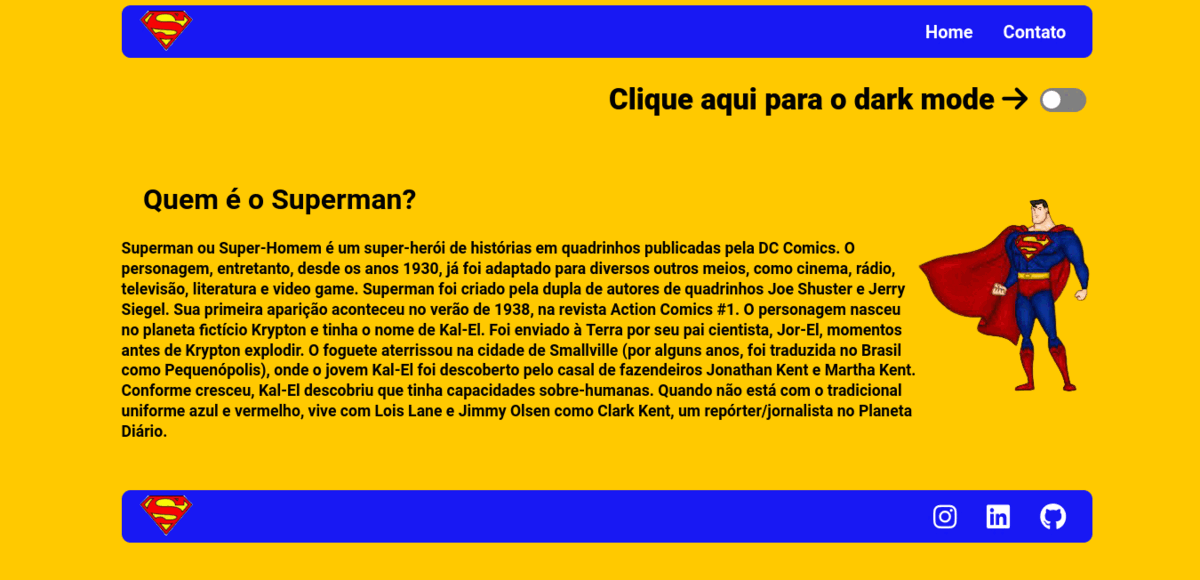 Home Contato
Clique aqui para o dark mode →
Quem é o Superman?
Superman ou Super-Homem é um super-herói de histórias em quadrinhos publicadas pela DC Comics. O
personagem, entretanto, desde os anos 1930, já foi adaptado para diversos outros meios, como cinema, rádio,
televisão, literatura e video game. Superman foi criado pela dupla de autores de quadrinhos Joe Shuster e Jerry
Siegel. Sua primeira aparição aconteceu no verão de 1938, na revista Action Comics #1. O personagem nasceu
no planeta fictício Krypton e tinha o nome de Kal-El. Foi enviado à Terra por seu pai cientista, Jor-El, momentos
antes de Krypton explodir. O foguete aterrissou na cidade de Smallville (por alguns anos, foi traduzida no Brasil
como Pequenópolis), onde o jovem Kal-El foi descoberto pelo casal de fazendeiros Jonathan Kent e Martha Kent.
Conforme cresceu, Kal-El descobriu que tinha capacidades sobre-humanas. Quando não está com o tradicional
uniforme azul e vermelho, vive com Lois Lane e Jimmy Olsen como Clark Kent, um repórter/jornalista no Planeta
Diário.